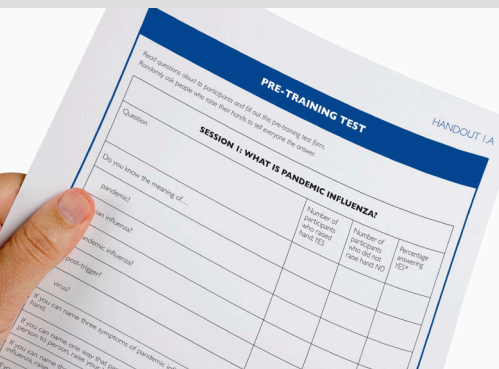 HANDOUT 1.A
PRE-TRAINING TEST
Read questions aloud to participants and fill out this pre-training test form.
Randomly ask people who raise their hands to tell everyone the answer.
SESSION 1: WHAT IS PANDEMIC INFLUENZA?
Question
Number of
participants
who raised
hand: YES
Number of
participants
who did not
raise hand: NO
Percentage
answering
YES*
Do you know the meaning of...
pandemic?
influenza?
influenza?
post-trigger?
virus?
If you can name three symptoms of pandemic
hand.
If you can name one way that
person to person, raise your
If you can name
influenza, raise